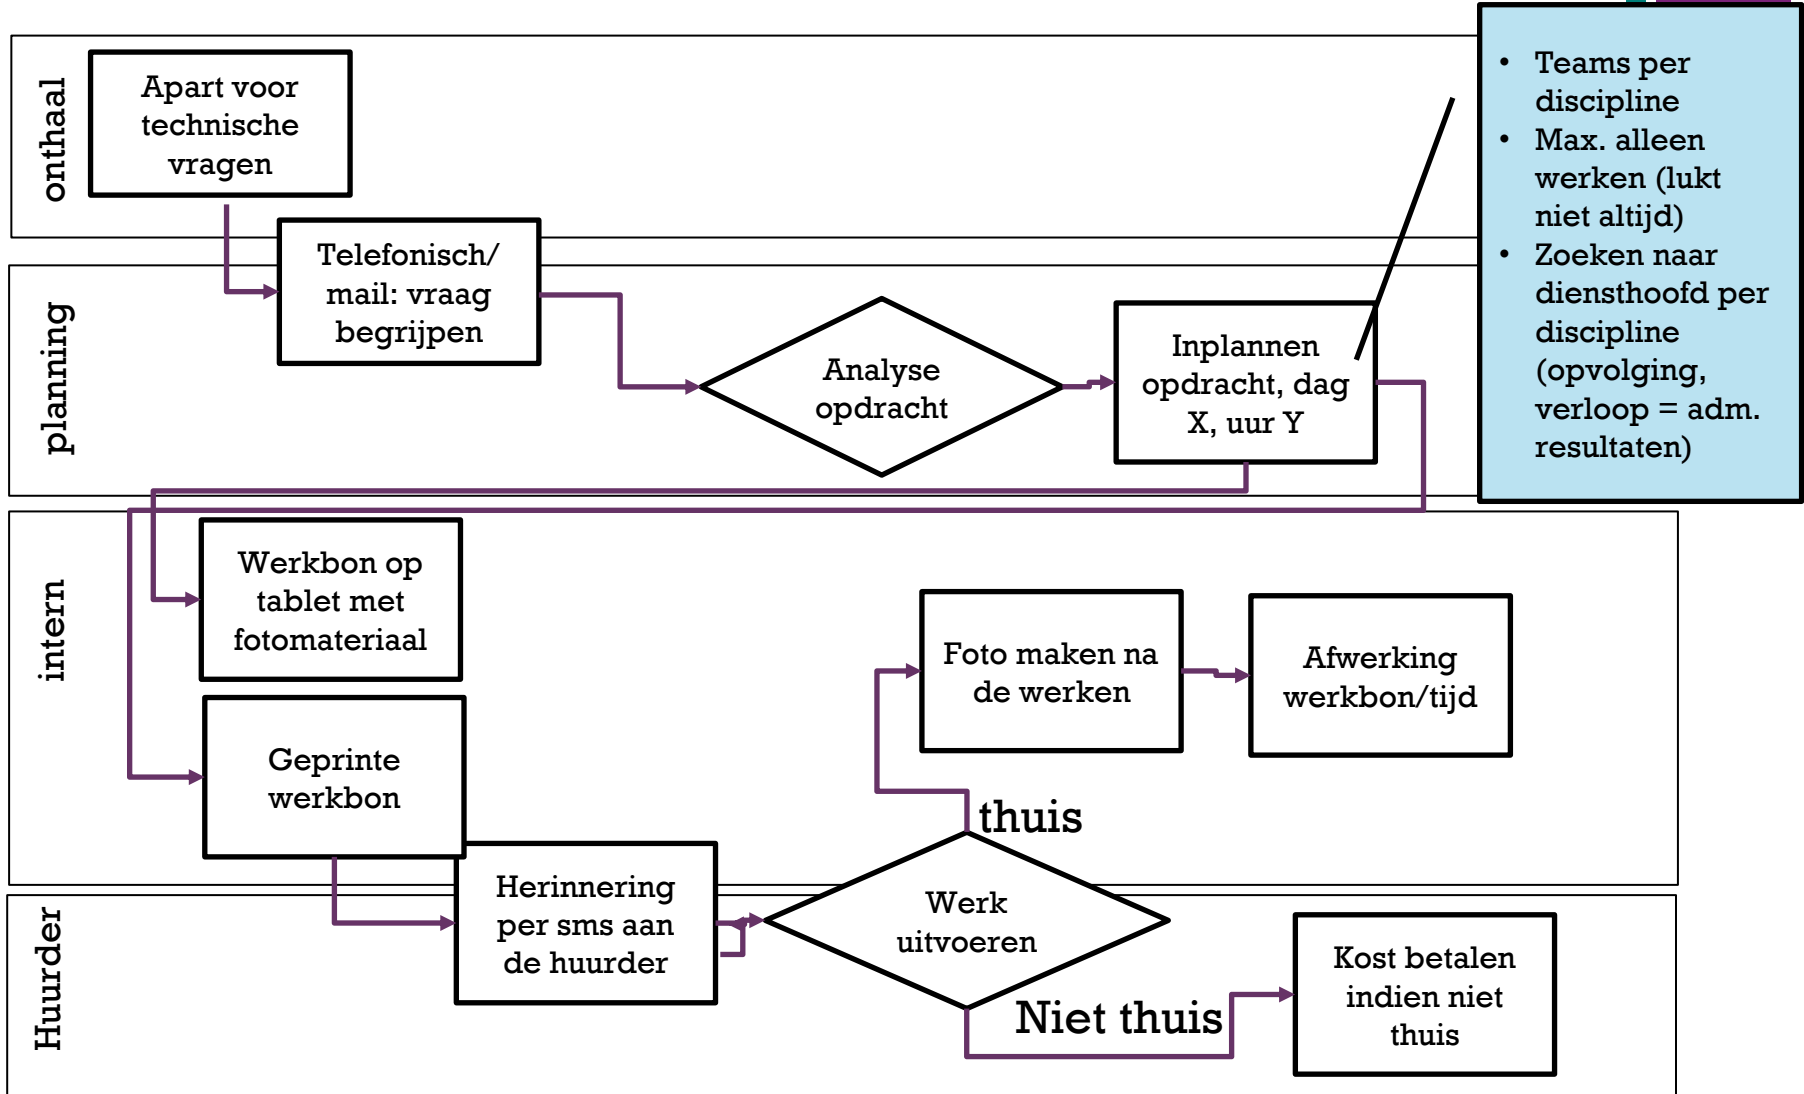 onthaal
Apart voor
technische
vragen
• Teams per
discipline
• Max. alleen
werken (lukt
niet altijd)
• Zoeken naar
diensthoofd per
discipline
(opvolging,
verloop = adm.
resultaten)
planning
Telefonisch/
mail: vraag
begrijpen
Analyse
opdracht
Inplannen
opdracht, dag
X, uur Y
intern
Werkbon op
tablet met
fotomateriaal
Geprinte
werkbon
Foto maken na
de werken
Afwerking
werkbon/tijd
thuis
Huurder
Herinnering
per sms aan
de huurder
Werk
uitvoeren
Niet thuis
Kost betalen
indien niet
thuis